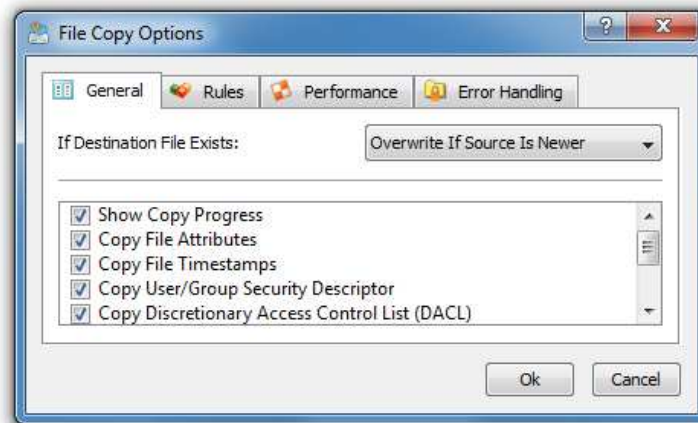 File Copy Options
General Rules Performance Error Handling
If Destination File Exists: Overwrite If Source Is Newer
Show Copy Progress
Copy File Attributes
Copy File Timestamps
Copy User/Group Security Descriptor
Copy Discretionary Access Control List (DACL)
Ok Cancel